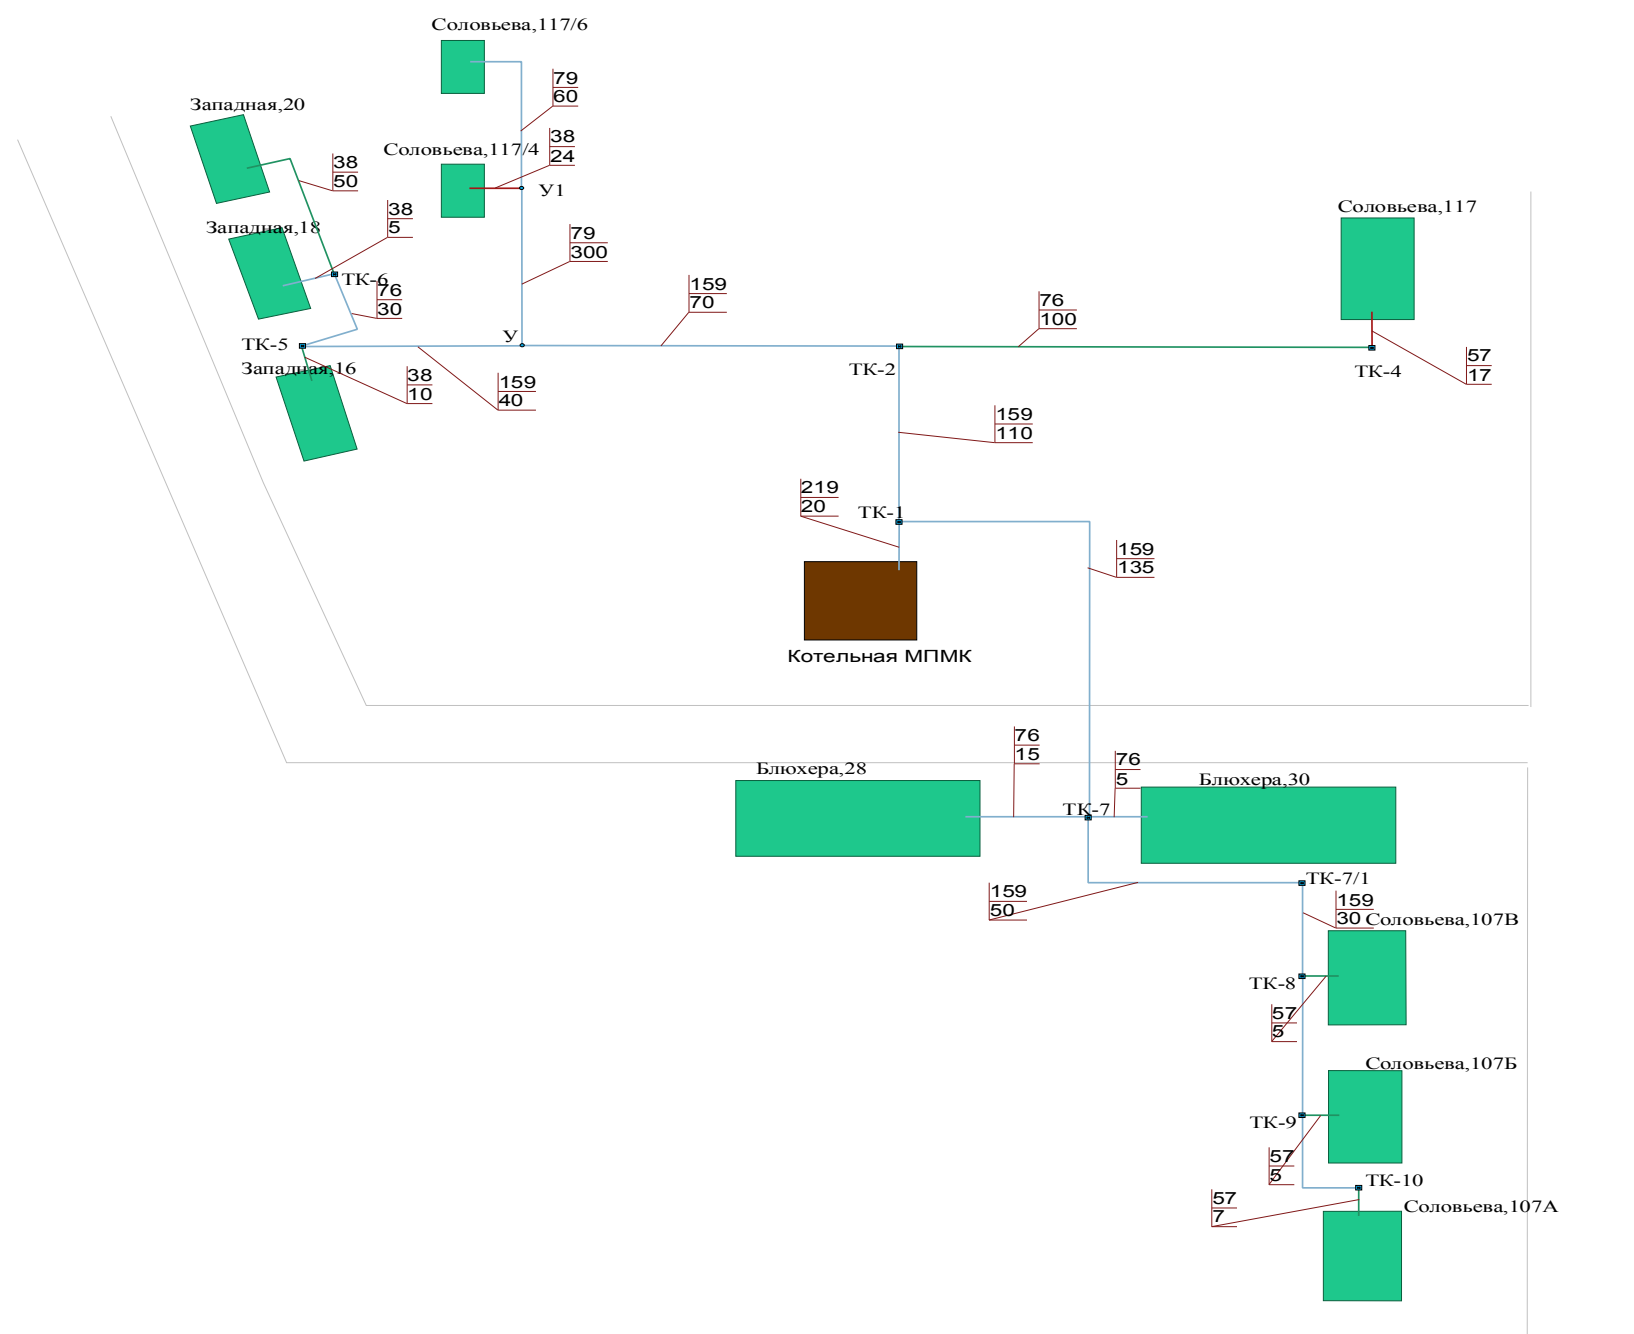 Соловьева,117/6
79
60
Западная,20
38
24
Соловьева,117/4
38
50
У1
38
5
Западная,18
Соловьева,117
79
300
ТК-6
76
30
159
70
76
100
У
ТК-5
Западная,16
38
10
159
40
ТК-2
57
17
ТК-4
159
110
219
20
ТК-1
159
135
Котельная МПМК
76
15
76
5
Блюхера,28
Блюхера,30
ТК-7
ТК-7/1
159
50
159
30
Соловьева,107В
ТК-8
57
5
Соловьева,107Б
ТК-9
57
5
ТК-10
57
7
Соловьева,107А